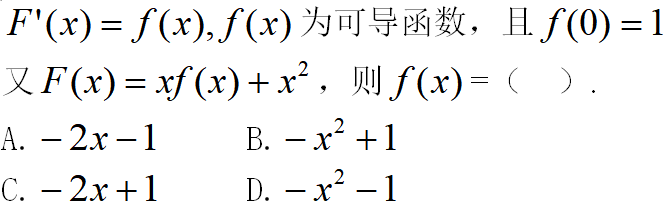 F'(x) = f(x), f(x) 为可导函数，且 f(0) = 1
又 F(x) = xf(x) + x²，则 f(x) = （ ）.
A. −2x−1 B. −x²+1
C. −2x+1 D. −x²−1